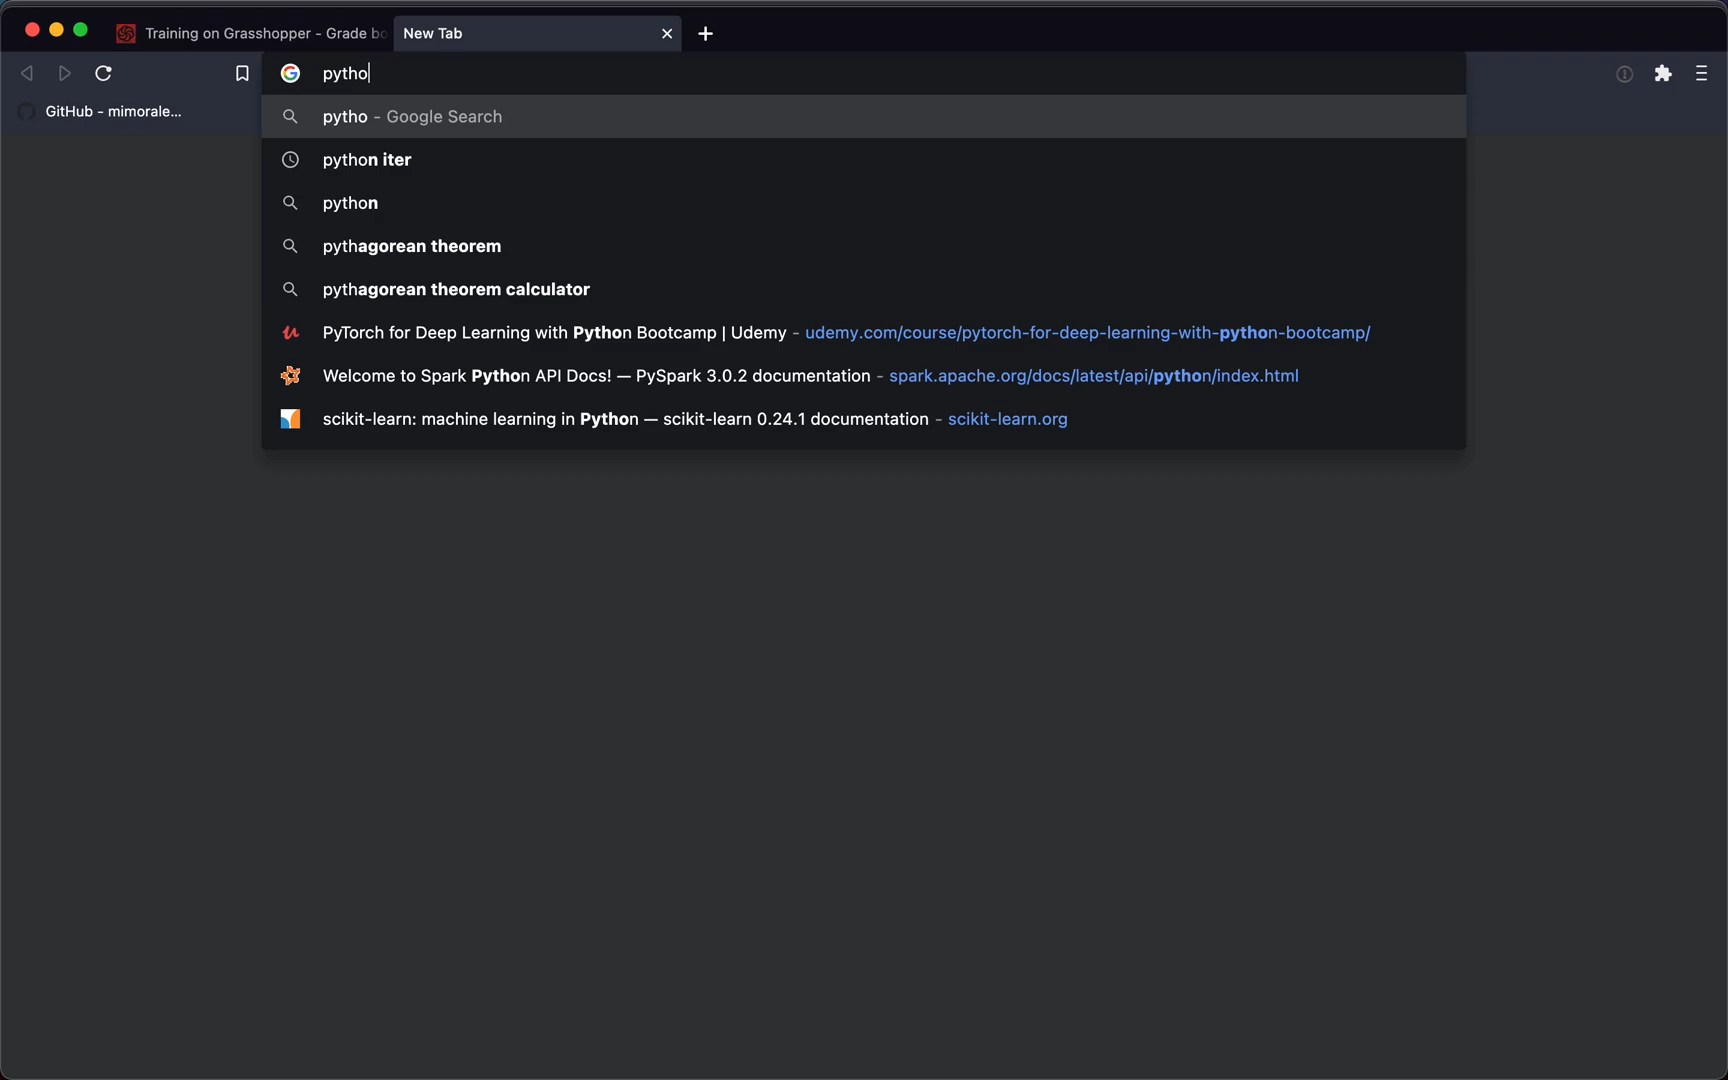 Training on Grasshopper - Grade bo
New Tab
pytho
GitHub - mimorale...
pytho - Google Search
python iter
python
pythagorean theorem
pythagorean theorem calculator
PyTorch for Deep Learning with Python Bootcamp | Udemy - udemy.com/course/pytorch-for-deep-learning-with-python-bootcamp/
Welcome to Spark Python API Docs! — PySpark 3.0.2 documentation - spark.apache.org/docs/latest/api/python/index.html
scikit-learn: machine learning in Python — scikit-learn 0.24.1 documentation - scikit-learn.org